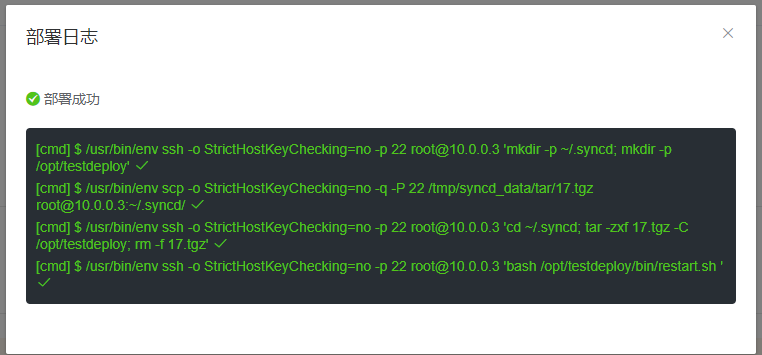 部署日志
部署成功
[cmd] $ /usr/bin/env ssh -o StrictHostKeyChecking=no -p 22 root@10.0.0.3 'mkdir -p ~/.syncd; mkdir -p
/opt/testdeploy'
[cmd] $ /usr/bin/env scp -o StrictHostKeyChecking=no -q -P 22 /tmp/syncd_data/tar/17.tgz
root@10.0.0.3:~/.syncd/
[cmd] $ /usr/bin/env ssh -o StrictHostKeyChecking=no -p 22 root@10.0.0.3 'cd ~/.syncd; tar -zxf 17.tgz -C
/opt/testdeploy; rm -f 17.tgz'
[cmd] $ /usr/bin/env ssh -o StrictHostKeyChecking=no -p 22 root@10.0.0.3 'bash /opt/testdeploy/bin/restart.sh '